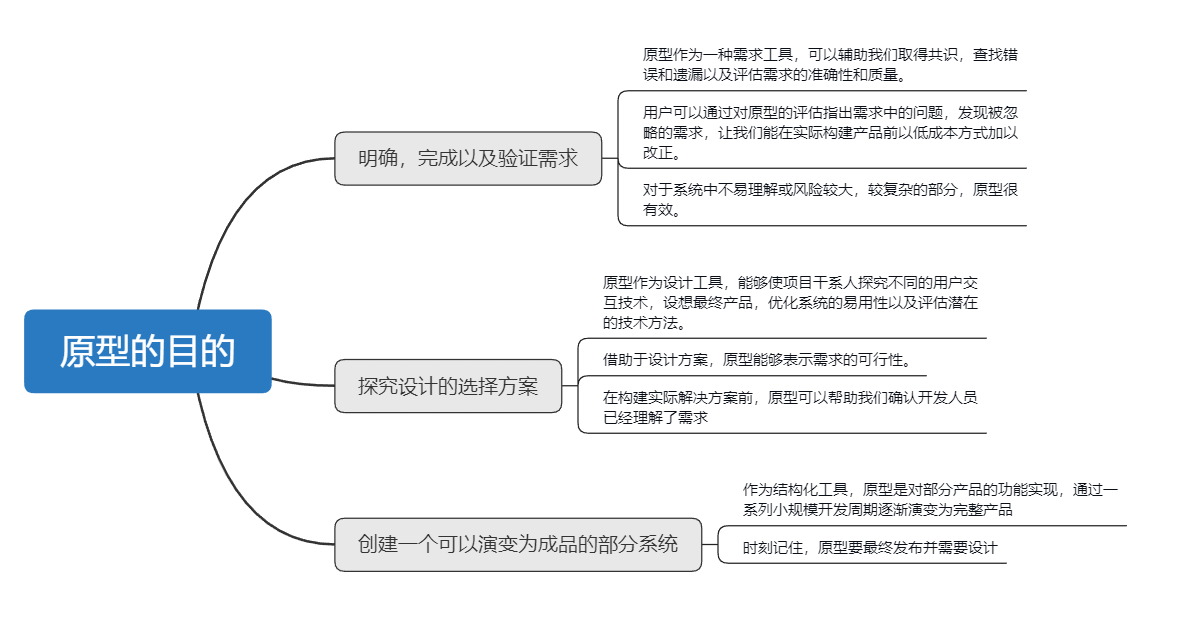 原型的目的
明确，完成以及验证需求
原型作为一种需求工具，可以辅助我们取得共识，查找错
误和遗漏以及评估需求的准确性和质量。
用户可以通过对原型的评估指出需求中的问题，发现被忽
略的需求，让我们能在实际构建产品前以低成本方式加以
改正。
对于系统中不易理解或风险较大，较复杂的部分，原型很
有效。
探究设计的选择方案
原型作为设计工具，能够使项目干系人探究不同的用户交
互技术，设想最终产品，优化系统的易用性以及评估潜在
的技术方法。
借助于设计方案，原型能够表示需求的可行性。
在构建实际解决方案前，原型可以帮助我们确认开发人员
已经理解了需求
创建一个可以演变为成品的部分系统
作为结构化工具，原型是对部分产品的功能实现，通过一
系列小规模开发周期逐渐演变为完整产品
时刻记住，原型要最终发布并需要设计